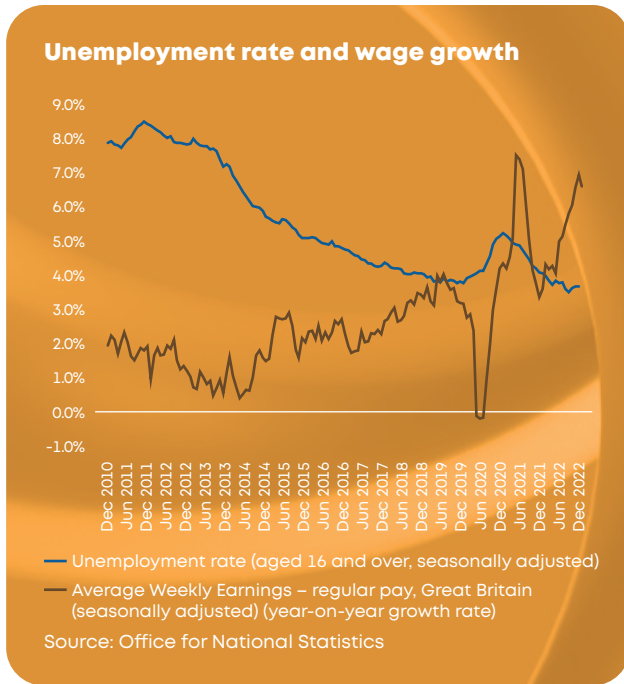 Unemployment rate and wage growth
9.0%
8.0%
7.0%
6.0%
5.0%
4.0%
3.0%
2.0%
1.0%
0.0%
-1.0%
Dec 2010
Jun 2011
Dec 2011
Jun 2012
Dec 2012
Jun 2013
Dec 2013
Jun 2014
Dec 2014
Jun 2015
Dec 2015
Jun 2016
Dec 2016
Jun 2017
Dec 2017
Jun 2018
Dec 2018
Jun 2019
Dec 2019
Jun 2020
Dec 2020
Jun 2021
Dec 2021
Jun 2022
Dec 2022
Unemployment rate (aged 16 and over, seasonally adjusted)
Average Weekly Earnings – regular pay, Great Britain
(seasonally adjusted) (year-on-year growth rate)
Source: Office for National Statistics